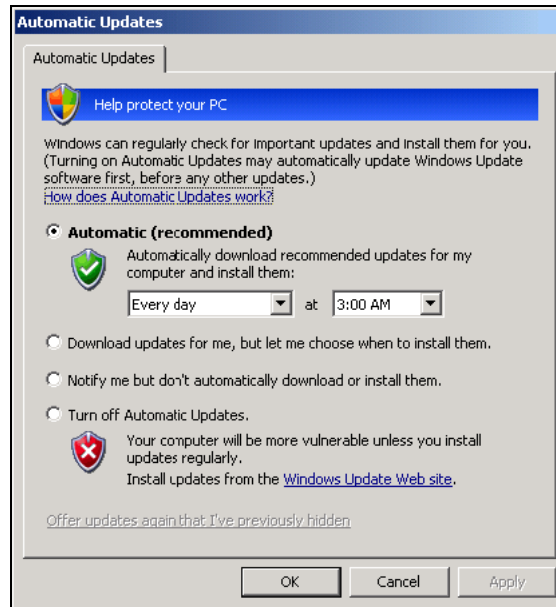 Automatic Updates
Automatic Updates
Help protect your PC
Windows can regularly check for important updates and install them for you.
(Turning on Automatic Updates may automatically update Windows Update
software first, before any other updates.)
How does Automatic Updates work?
Automatic (recommended)
Automatically download recommended updates for my
computer and install them:
Every day at 3:00 AM
Download updates for me, but let me choose when to install them.
Notify me but don't automatically download or install them.
Turn off Automatic Updates.
Your computer will be more vulnerable unless you install
updates regularly.
Install updates from the Windows Update Web site.
Offer updates again that I've previously hidden
OK Cancel Apply